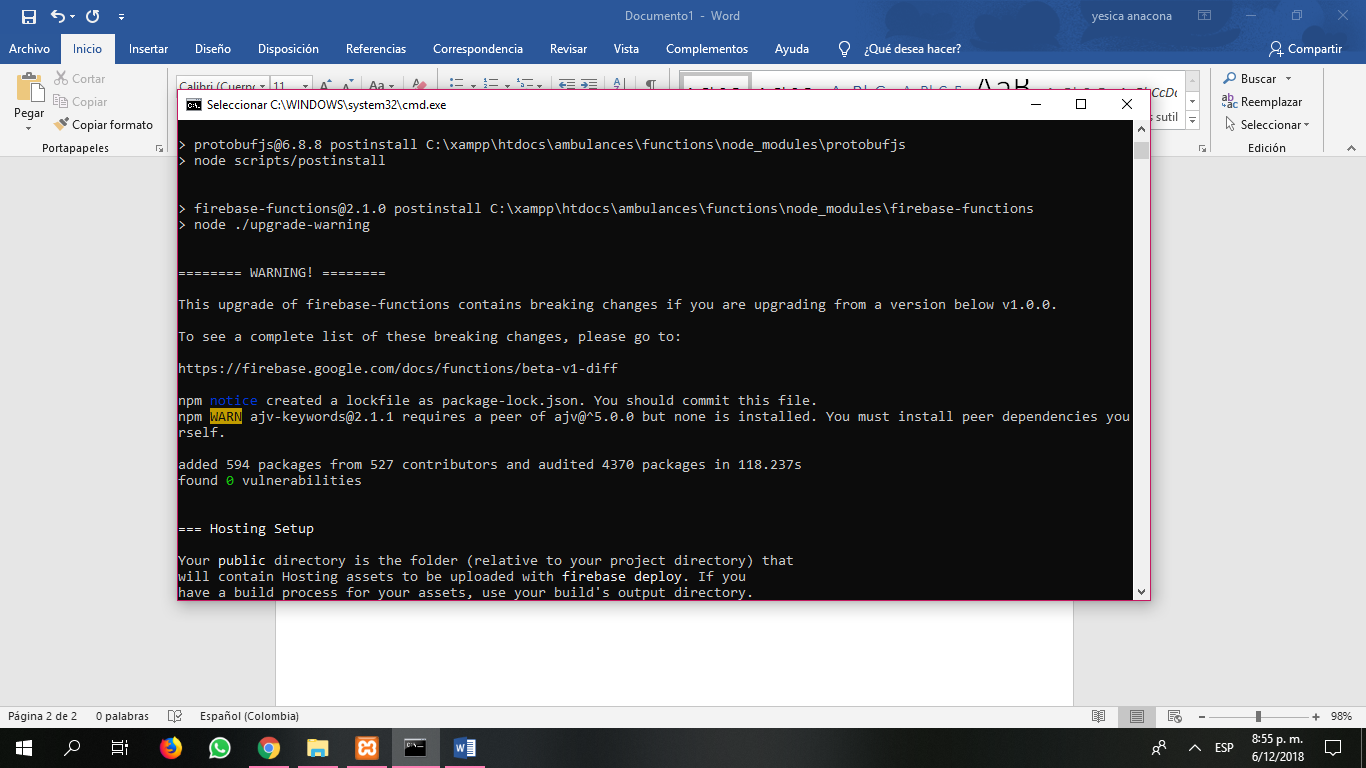 Documento1 - Word
yesica anacona
Archivo Inicio Insertar Diseño Disposición Referencias Correspondencia Revisar Vista Complementos Ayuda ¿Qué desea hacer? Compartir
Pegar
Cortar
Copiar
Copiar formato
Portapapeles
Calibri (Cuerpo 11
Buscar
Reemplazar
Seleccionar
Edición
s sutil
Seleccionar C:\WINDOWS\system32\cmd.exe
> protobufjs@6.8.8 postinstall C:\xampp\htdocs\ambulances\functions\node_modules\protobufjs
> node scripts/postinstall
> firebase-functions@2.1.0 postinstall C:\xampp\htdocs\ambulances\functions\node_modules\firebase-functions
> node ./upgrade-warning
======== WARNING! ========
This upgrade of firebase-functions contains breaking changes if you are upgrading from a version below v1.0.0.
To see a complete list of these breaking changes, please go to:
https://firebase.google.com/docs/functions/beta-v1-diff
npm notice created a lockfile as package-lock.json. You should commit this file.
npm WARN ajv-keywords@2.1.1 requires a peer of ajv@^5.0.0 but none is installed. You must install peer dependencies you
rself.
added 594 packages from 527 contributors and audited 4370 packages in 118.237s
found 0 vulnerabilities
=== Hosting Setup
Your public directory is the folder (relative to your project directory) that
will contain Hosting assets to be uploaded with firebase deploy. If you
have a build process for your assets, use your build's output directory.
Página 2 de 2 0 palabras Español (Colombia) 98%
ESP
8:55 p. m.
6/12/2018